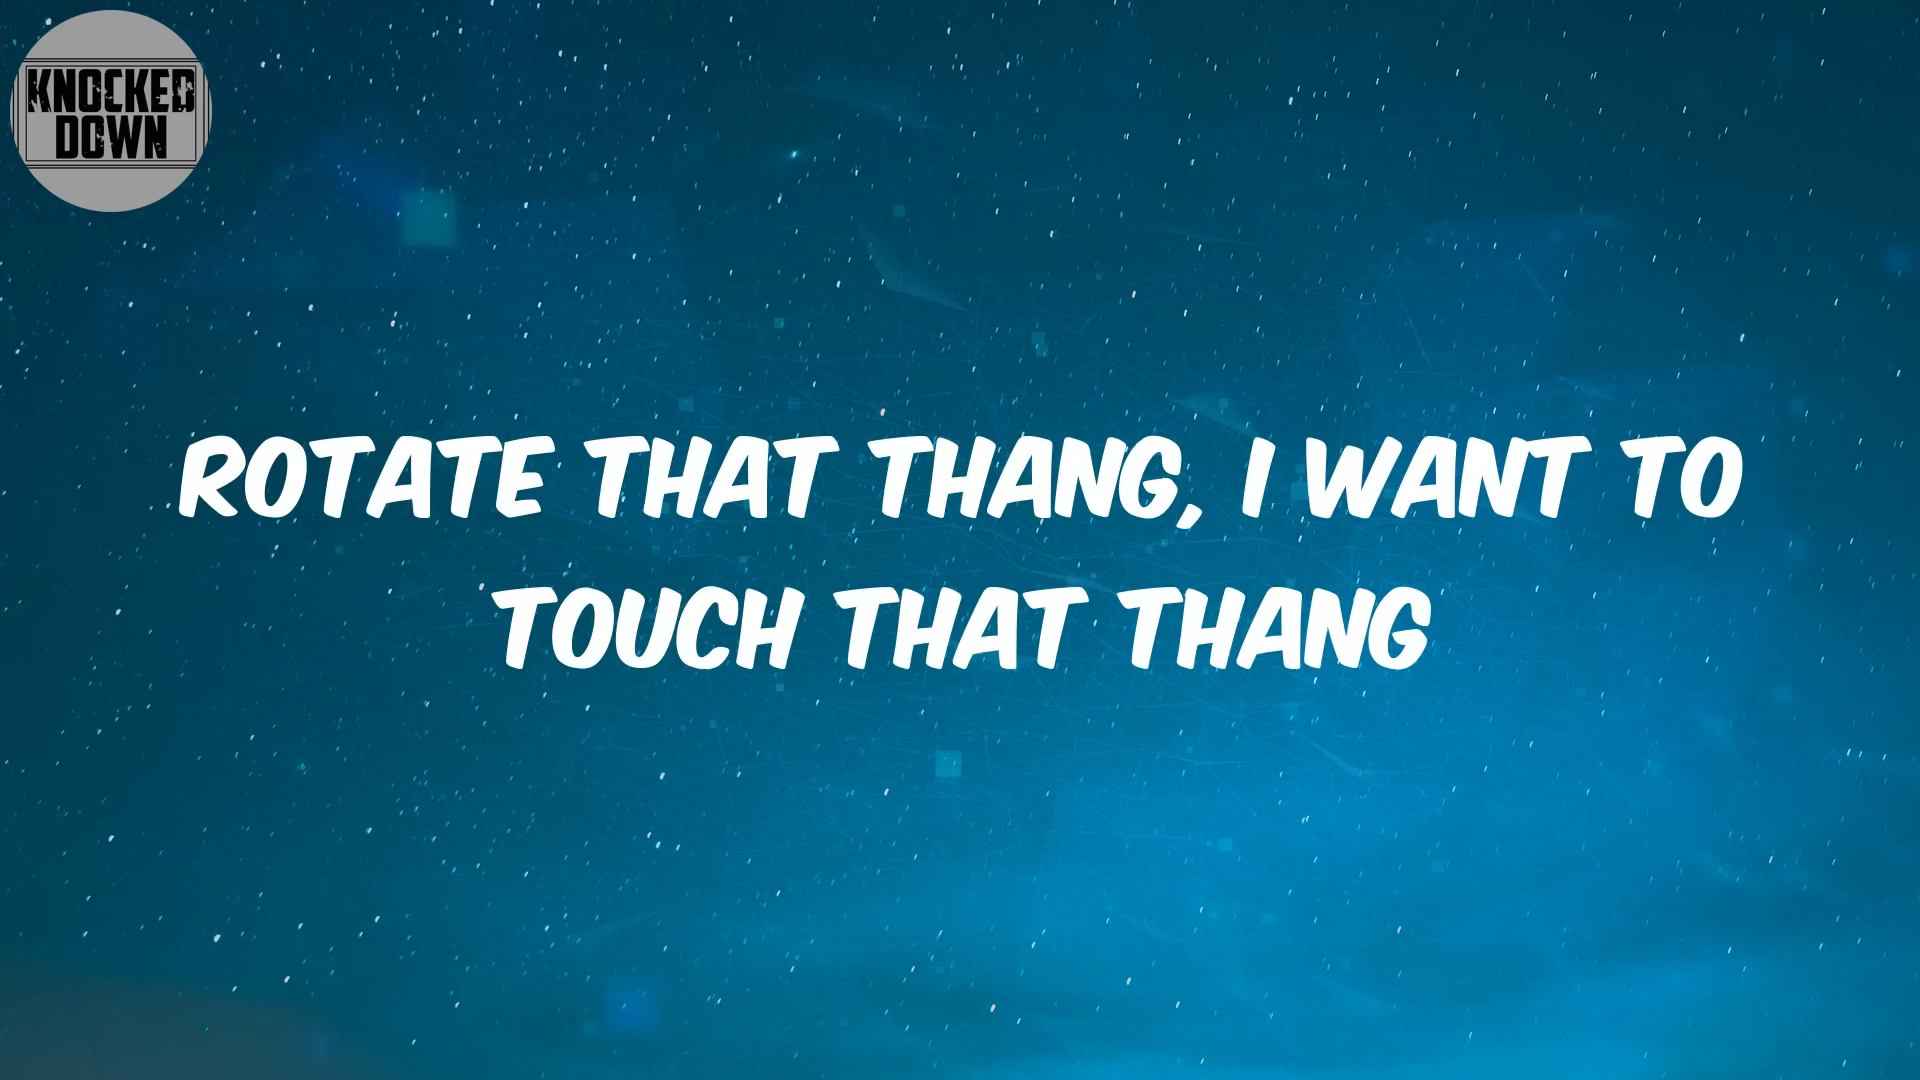 KNOCKED
DOWN
ROTATE THAT THANG, I WANT TO
TOUCH THAT THANG